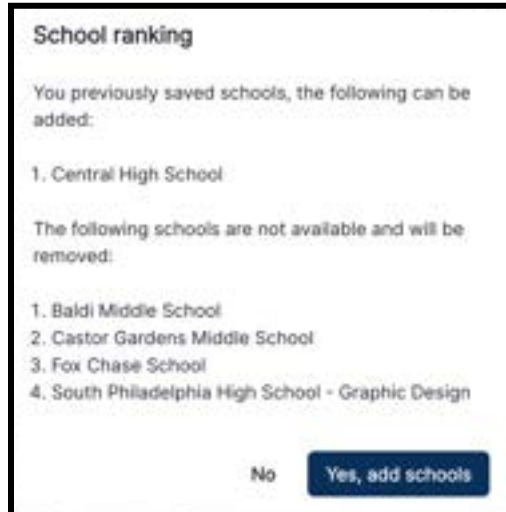 School ranking
You previously saved schools, the following can be
added:
1. Central High School
The following schools are not available and will be
removed:
1. Baldi Middle School
2. Castor Gardens Middle School
3. Fox Chase School
4. South Philadelphia High School - Graphic Design
No
Yes, add schools